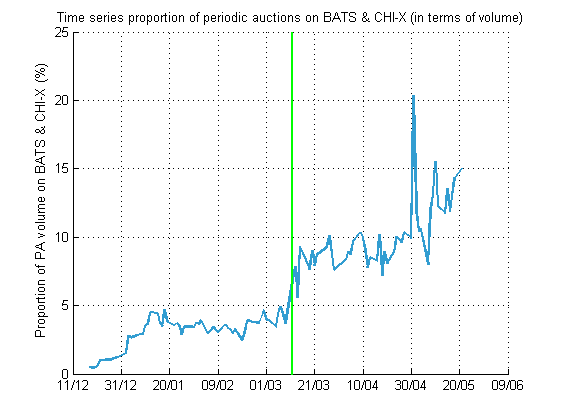 Time series proportion of periodic auctions on BATS & CHI-X (in terms of volume)
Proportion of PA volume on BATS & CHI-X (%)
25
20
15
10
5
0
11/12 31/12 20/01 09/02 01/03 21/03 10/04 30/04 20/05 09/06